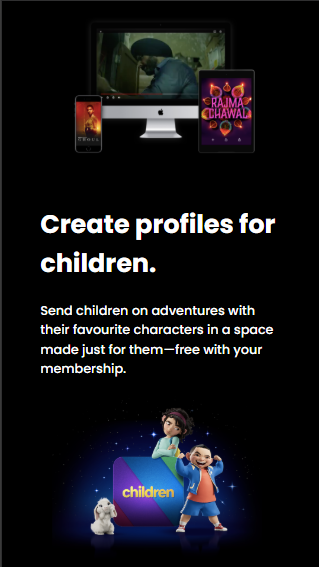 RAJMA
CHAWAL
Create profiles for
children.
Send children on adventures with
their favourite characters in a space
made just for them—free with your
membership.
children